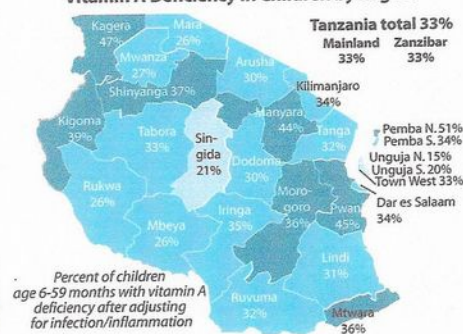 Vitamin A Deficiency in Children by Region
Tanzania total 33%
Mainland Zanzibar
33% 33%
Kagera
47%
Mara
26%
Mwanza
27%
Arusha
30%
Kilimanjaro
34%
Shinyanga 37%
Kigoma
39%
Tabora
33%
Sin-
gida
21%
Manyara
44%
Tanga
32%
Pemba N. 51%
Pemba S. 34%
Unguja N. 15%
Unguja S. 20%
Town West 33%
Dodoma
30%
Dar es Salaam
34%
Rukwa
26%
Mbeya
26%
Iringa
35%
Moro-
goro
36%
Pwani
45%
Lindi
31%
Ruvuma
32%
Mtwara
36%
Percent of children
age 6-59 months with vitamin A
deficiency after adjusting
for infection/inflammation